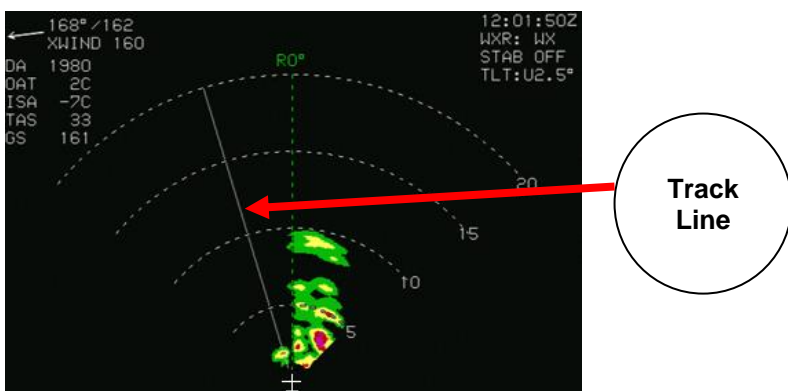 168°/162
XWIND 160
DA 1980
OAT 2C
ISA -7C
TAS 33
GS 161
12:01:50Z
WXR: WX
STAB OFF
TLT:U2.5°
R0°
20
15
10
5
Track
Line